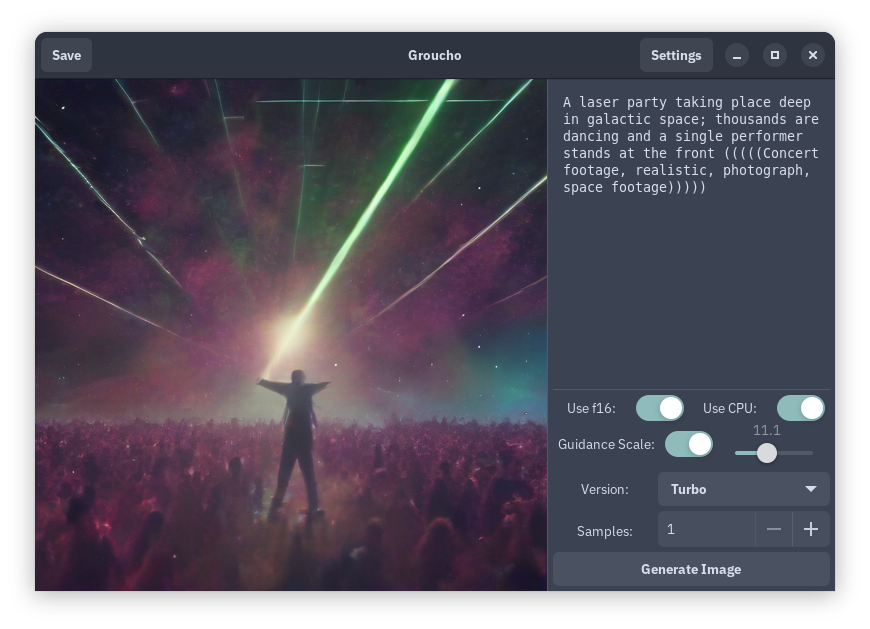 Save
Groucho
Settings
A laser party taking place deep
in galactic space; thousands are
dancing and a single performer
stands at the front (((((Concert
footage, realistic, photograph,
space footage)))))
Use f16:
Use CPU:
Guidance Scale:
11.1
Version:
Turbo
Samples:
1
Generate Image